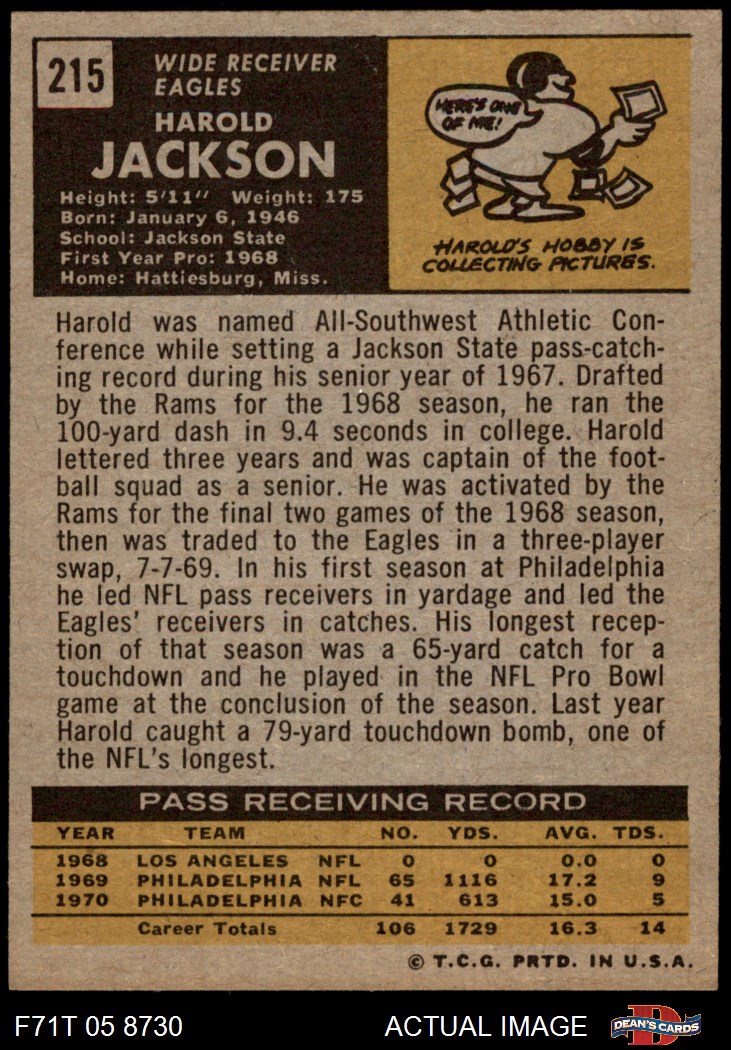 215
WIDE RECEIVER
EAGLES
HAROLD
JACKSON
Height: 5'11" Weight: 175
Born: January 6, 1946
School: Jackson State
First Year Pro: 1968
Home: Hattiesburg, Miss.
HERE'S ONE
OF ME!
HAROLD'S HOBBY IS
COLLECTING PICTURES.
Harold was named All-Southwest Athletic Con-
ference while setting a Jackson State pass-catch-
ing record during his senior year of 1967. Drafted
by the Rams for the 1968 season, he ran the
100-yard dash in 9.4 seconds in college. Harold
lettered three years and was captain of the foot-
ball squad as a senior. He was activated by the
Rams for the final two games of the 1968 season,
then was traded to the Eagles in a three-player
swap, 7-7-69. In his first season at Philadelphia
he led NFL pass receivers in yardage and led the
Eagles' receivers in catches. His longest recep-
tion of that season was a 65-yard catch for a
touchdown and he played in the NFL Pro Bowl
game at the conclusion of the season. Last year
Harold caught a 79-yard touchdown bomb, one of
the NFL's longest.
PASS RECEIVING RECORD
YEAR TEAM NO. YDS. AVG. TDS.
1968 LOS ANGELES NFL 0 0 0.0 0
1969 PHILADELPHIA NFL 65 1116 17.2 9
1970 PHILADELPHIA NFC 41 613 15.0 5
Career Totals 106 1729 16.3 14
© T.C.G. PRTD. IN U.S.A.
F71T 05 8730 ACTUAL IMAGE D DEAN'S CARDS